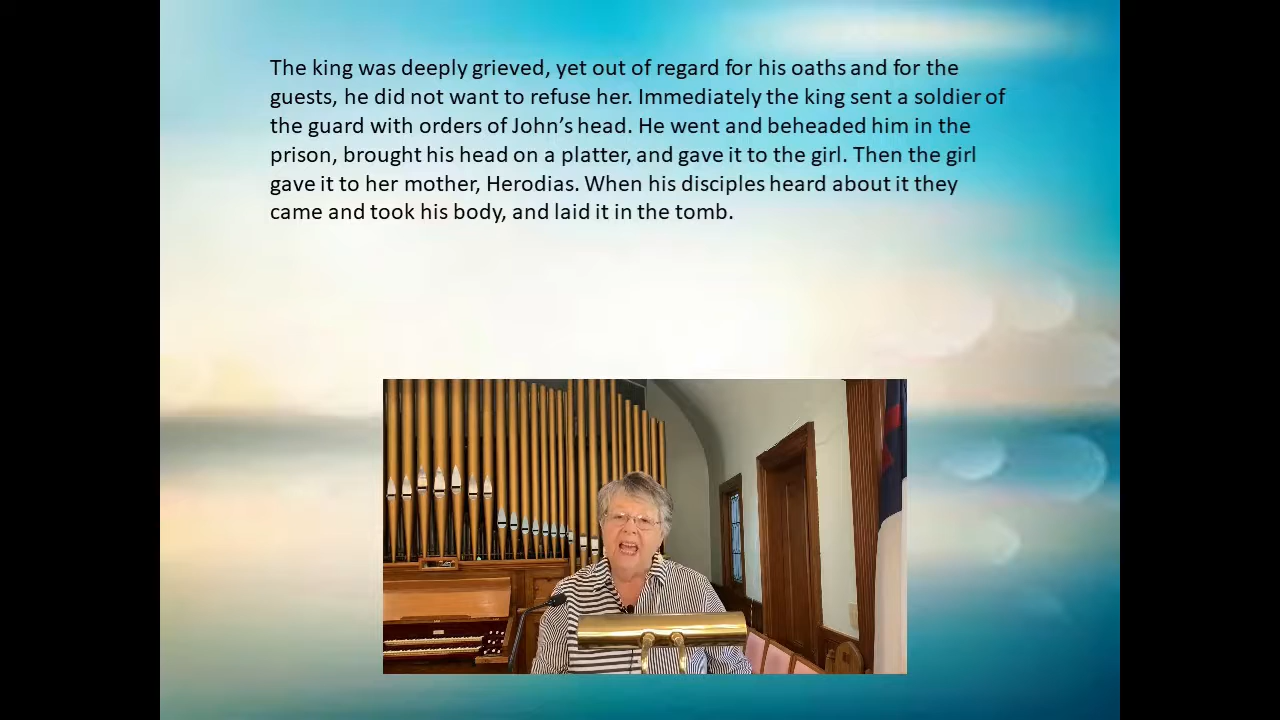 The king was deeply grieved, yet out of regard for his oaths and for the
guests, he did not want to refuse her. Immediately the king sent a soldier of
the guard with orders of John’s head. He went and beheaded him in the
prison, brought his head on a platter, and gave it to the girl. Then the girl
gave it to her mother, Herodias. When his disciples heard about it they
came and took his body, and laid it in the tomb.